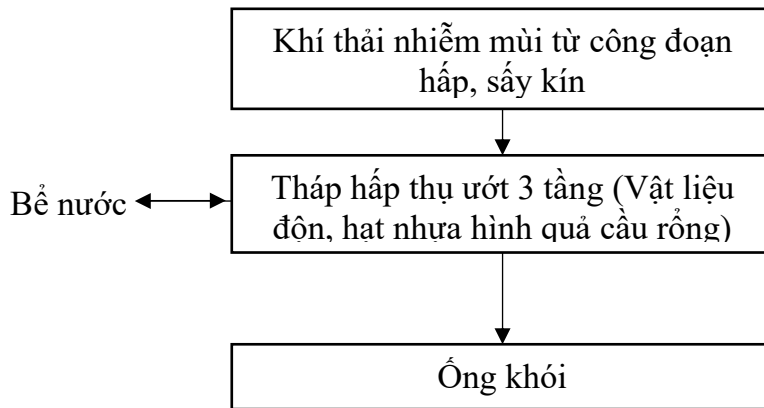 Khí thải nhiễm mùi từ công đoạn
hấp, sấy kín
Bể nước
Tháp hấp thụ ướt 3 tầng (Vật liệu
độn, hạt nhựa hình quả cầu rổng)
Ống khói